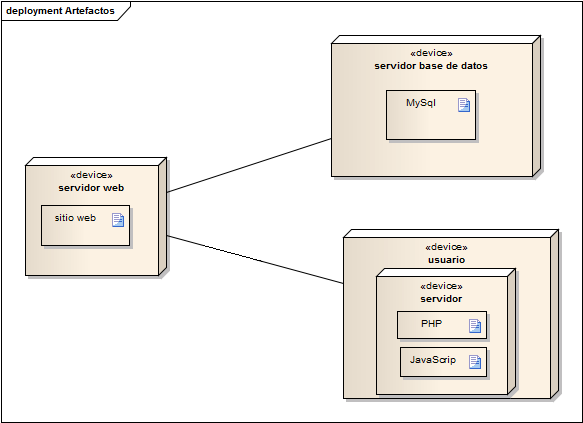 deployment Artefactos
«device»
servidor base de datos
MySql
«device»
servidor web
sitio web
«device»
usuario
«device»
servidor
PHP
JavaScrip